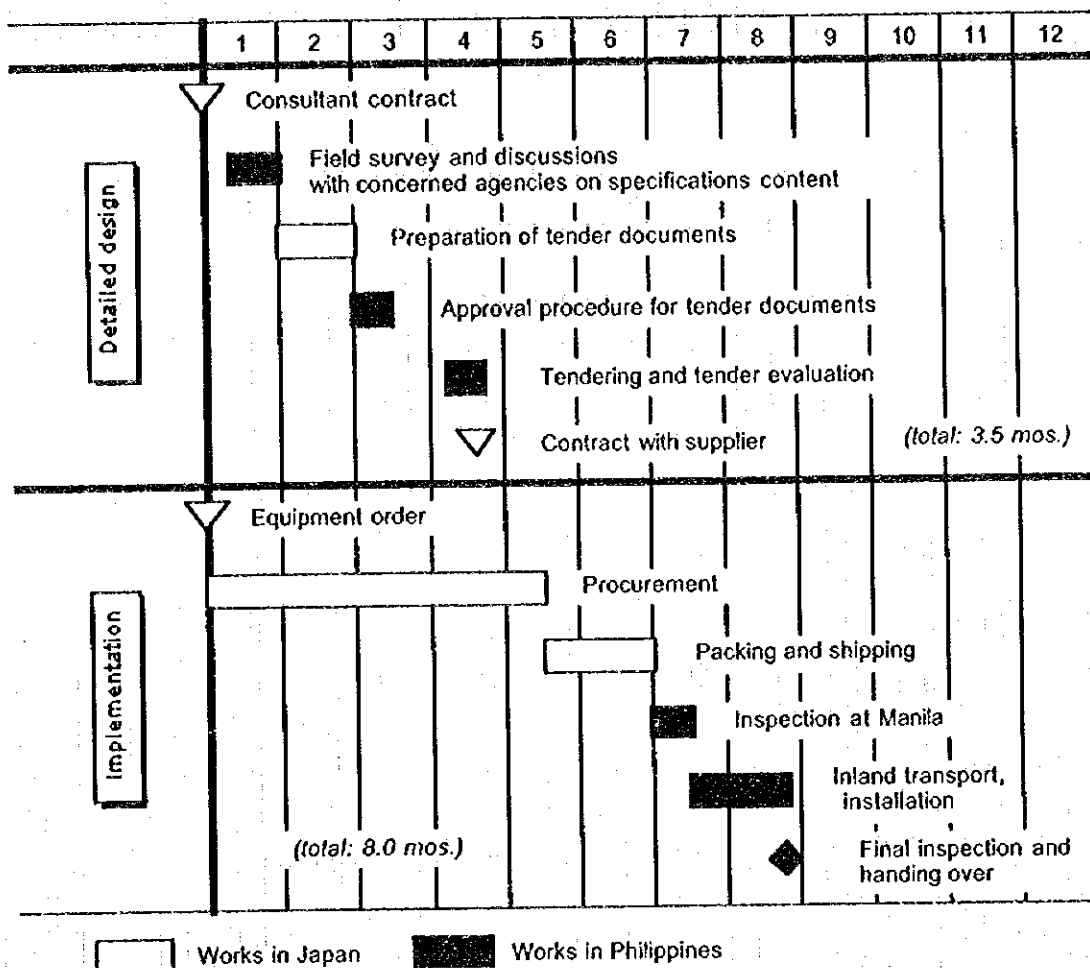 1 2 3 4 5 6 7 8 9 10 11 12
Consultant contract
Detailed design
Field survey and discussions
with concerned agencies on specifications content
Preparation of tender documents
Approval procedure for tender documents
Tendering and tender evaluation
Contract with supplier
(total: 3.5 mos.)
Equipment order
Implementation
Procurement
Packing and shipping
Inspection at Manila
Inland transport,
installation
(total: 8.0 mos.)
Final inspection and
handing over
Works in Japan
Works in Philippines